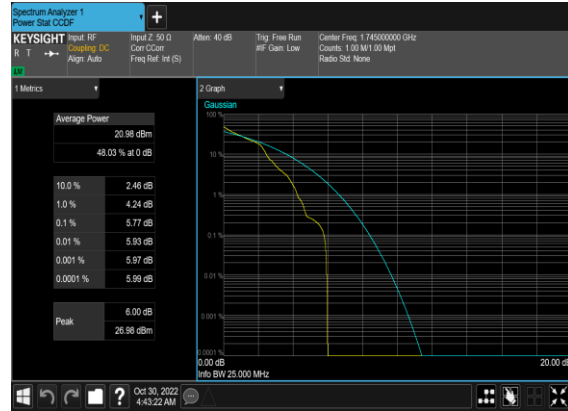 Spectrum Analyzer 1
Power Stat CCDF
KEYSIGHT
R T
LXI
Input: RF
Coupling: DC
Align: Auto
Input Z: 50 Ω
Corr CCorr
Freq Ref: Int (S)
Atten: 40 dB
Trig: Free Run
#IF Gain: Low
Center Freq: 1.745000000 GHz
Counts: 1.00 M/1.00 Mpt
Radio Std: None
1 Metrics
Average Power
20.98 dBm
48.03 % at 0 dB
10.0 % 2.46 dB
1.0 % 4.24 dB
0.1 % 5.77 dB
0.01 % 5.93 dB
0.001 % 5.97 dB
0.0001 % 5.99 dB
Peak 6.00 dB
26.98 dBm
2 Graph
Gaussian
100 %
10 %
1 %
0.1 %
0.01 %
0.001 %
0.0001 %
0.00 dB 20.00 dB
Info BW 25.000 MHz
?
Oct 30, 2022
4:43:22 AM